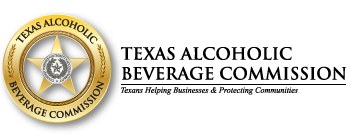 TEXAS ALCOHOLIC
BEVERAGE COMMISSION
TEXAS ALCOHOLIC
BEVERAGE COMMISSION
Texans Helping Businesses & Protecting Communities